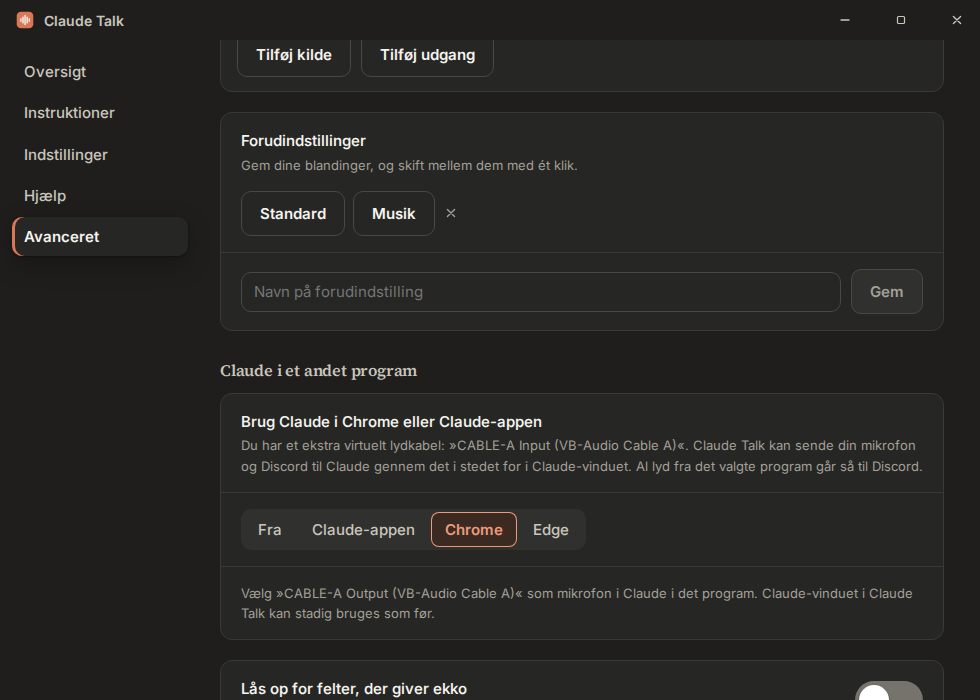 Claude Talk
Oversigt
Instruktioner
Indstillinger
Hjælp
Avanceret
Tilføj kilde
Tilføj udgang
Forudindstillinger
Gem dine blandinger, og skift mellem dem med ét klik.
Standard
Musik
Navn på forudindstilling
Gem
Claude i et andet program
Brug Claude i Chrome eller Claude-appen
Du har et ekstra virtuelt lydkabel: »CABLE-A Input (VB-Audio Cable A)«. Claude Talk kan sende din mikrofon
og Discord til Claude gennem det i stedet for i Claude-vinduet. Al lyd fra det valgte program går så til Discord.
Fra
Claude-appen
Chrome
Edge
Vælg »CABLE-A Output (VB-Audio Cable A)« som mikrofon i Claude i det program. Claude-vinduet i Claude
Talk kan stadig bruges som før.
Lås op for felter, der giver ekko